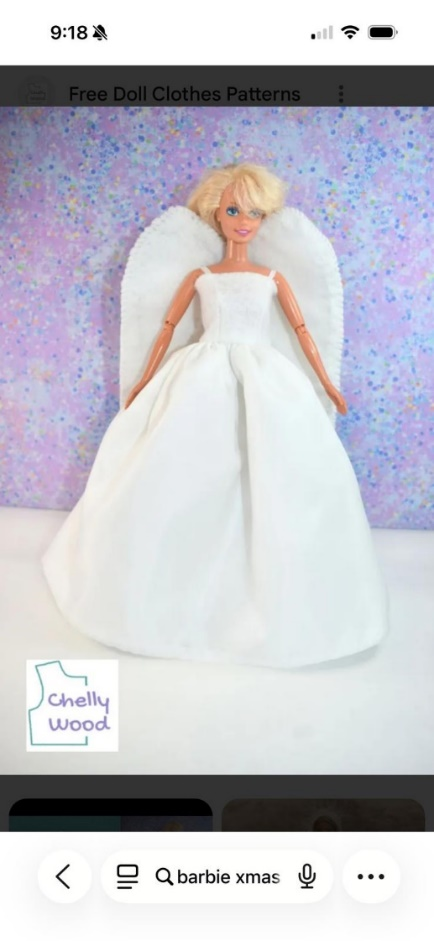 9:18
Free Doll Clothes Patterns
Chelly
Wood
barbie xmas